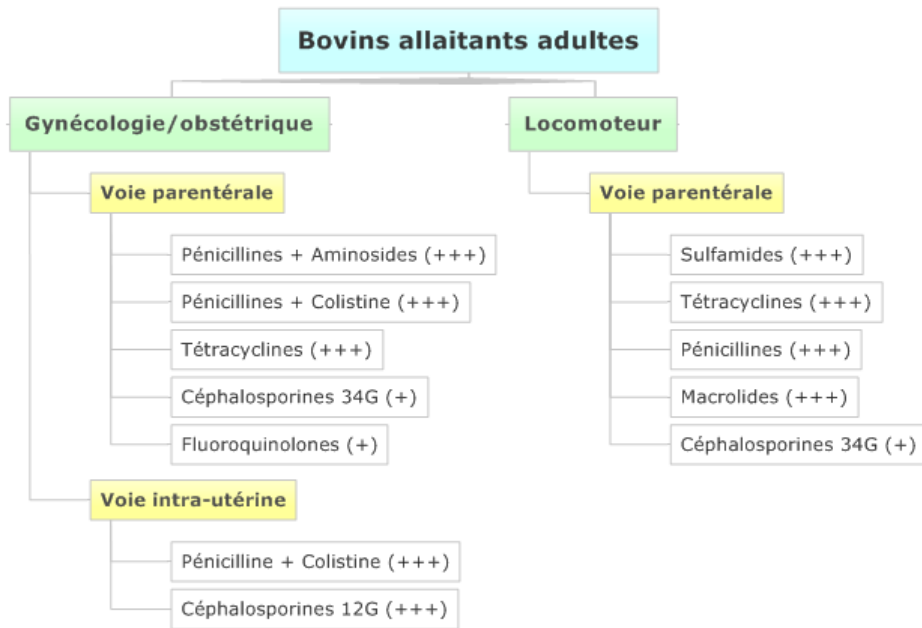 Bovins allaitants adultes
Gynécologie/obstétrique
Voie parentérale
Pénicillines + Aminosides (+++)
Pénicillines + Colistine (+++)
Tétracyclines (+++)
Céphalosporines 34G (+)
Fluoroquinolones (+)
Voie intra-utérine
Pénicilline + Colistine (+++)
Céphalosporines 12G (+++)
Locomoteur
Voie parentérale
Sulfamides (+++)
Tétracyclines (+++)
Pénicillines (+++)
Macrolides (+++)
Céphalosporines 34G (+)